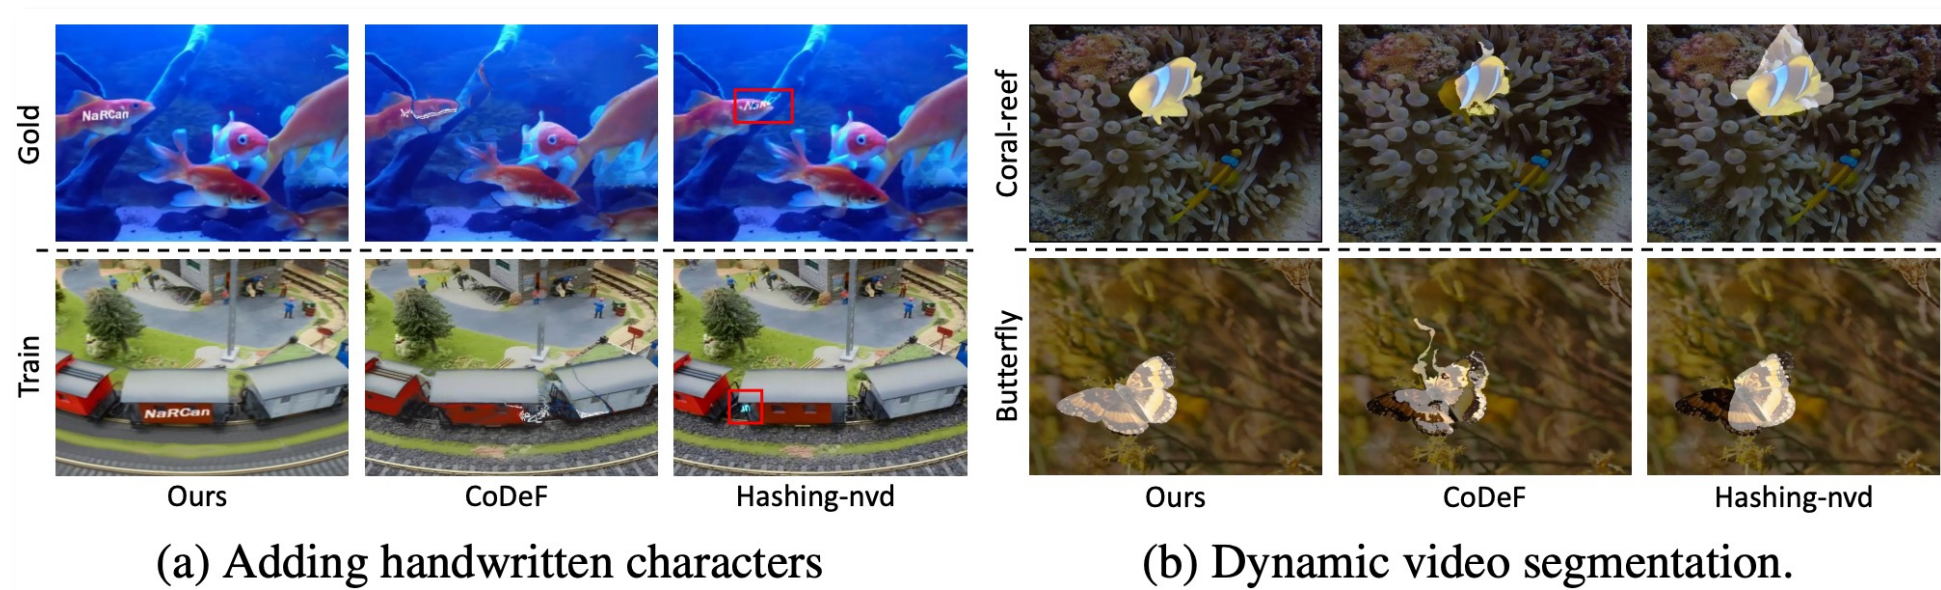 Gold
NaRCan
Train
NaRCan
Ours
CoDeF
Hashing-nvd
(a) Adding handwritten characters
Coral-reef
Butterfly
Ours
CoDeF
Hashing-nvd
(b) Dynamic video segmentation.